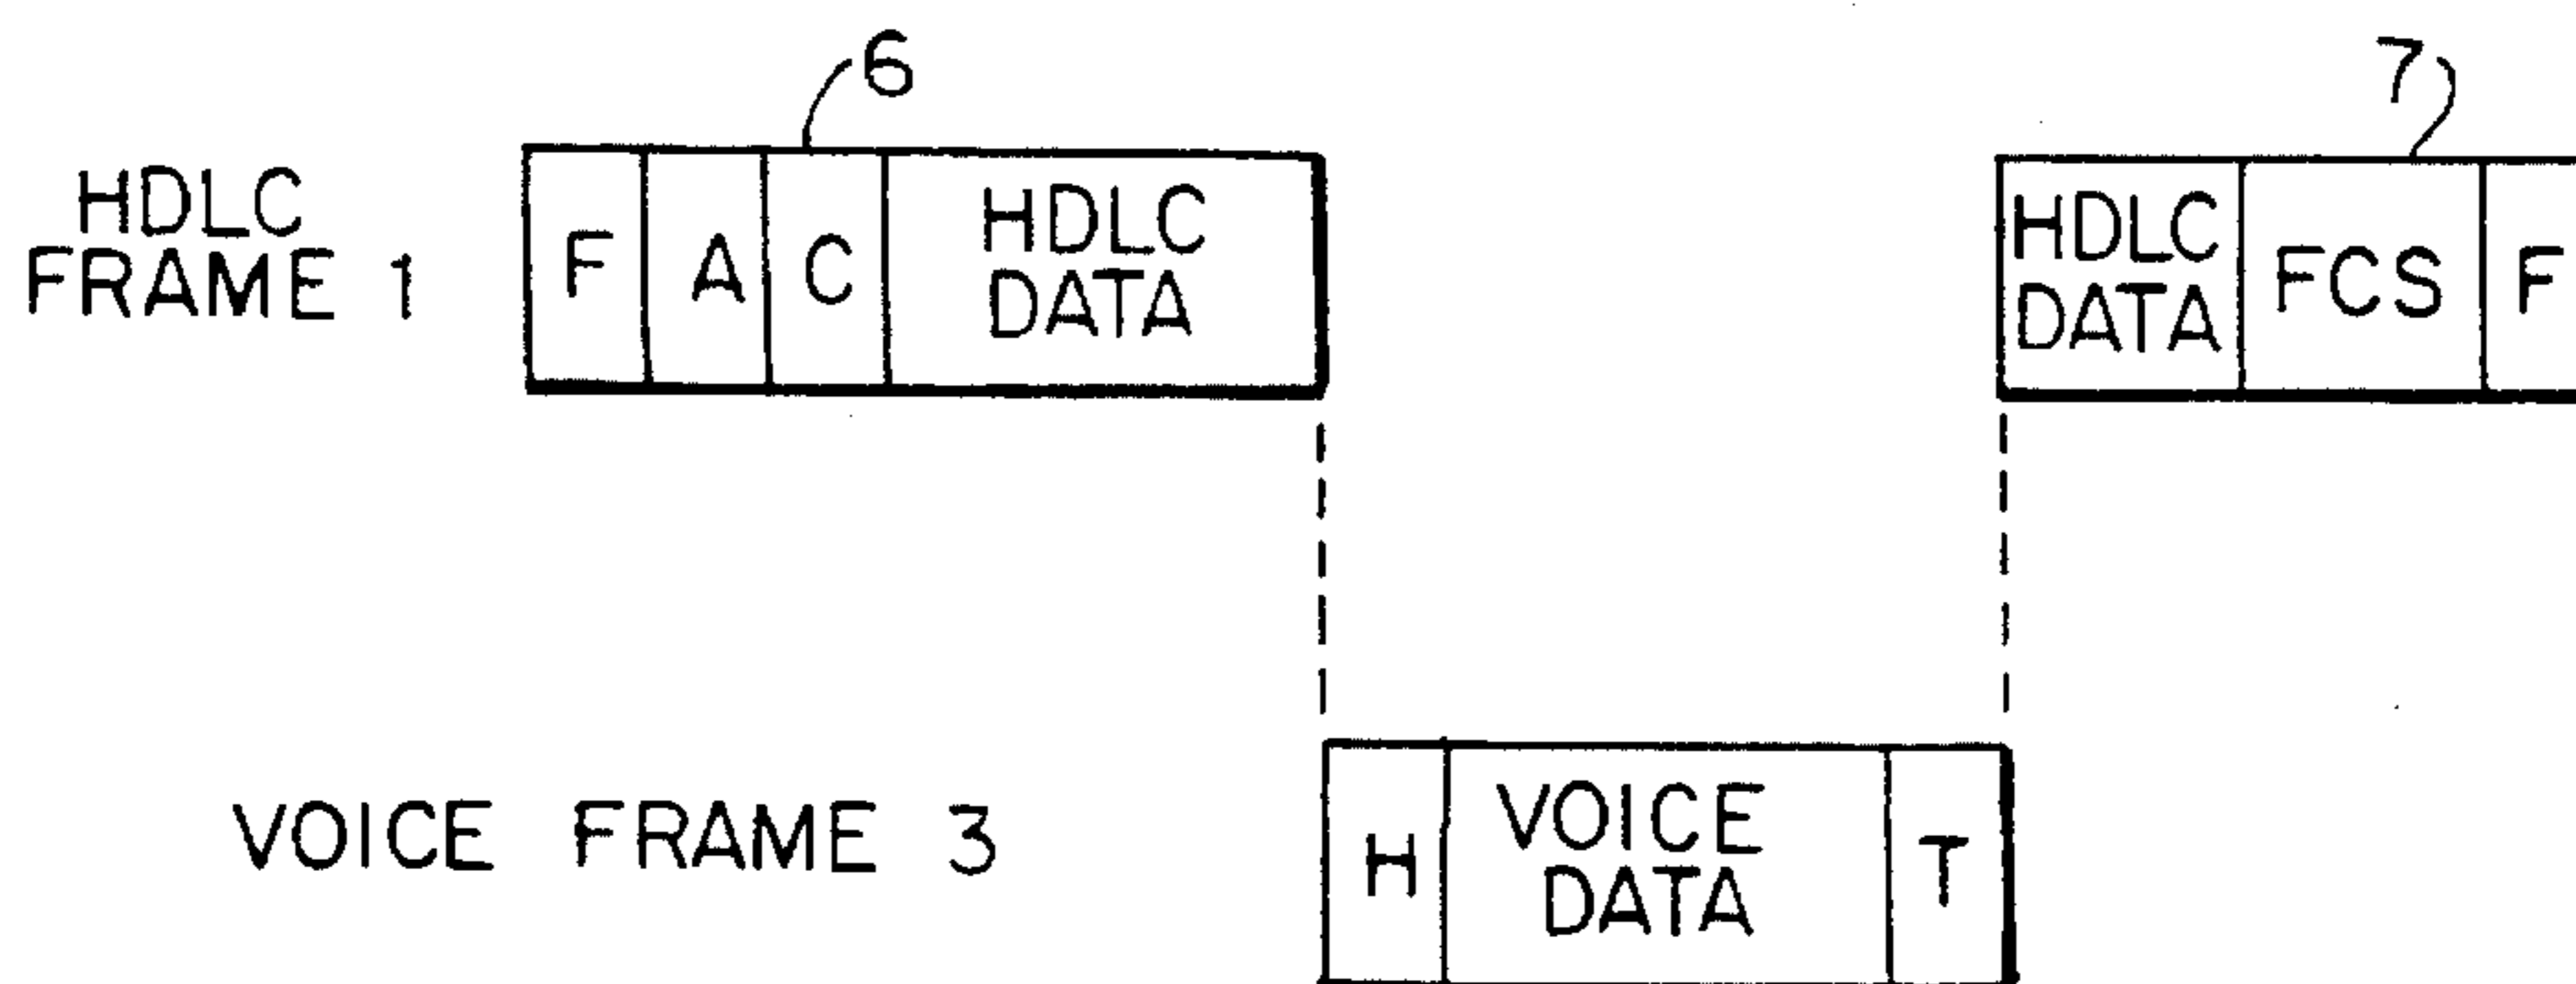 6
7
HDLC
FRAME 1
F
A
C
HDLC
DATA
HDLC
DATA
FCS
F
VOICE FRAME 3
H
VOICE
DATA
T